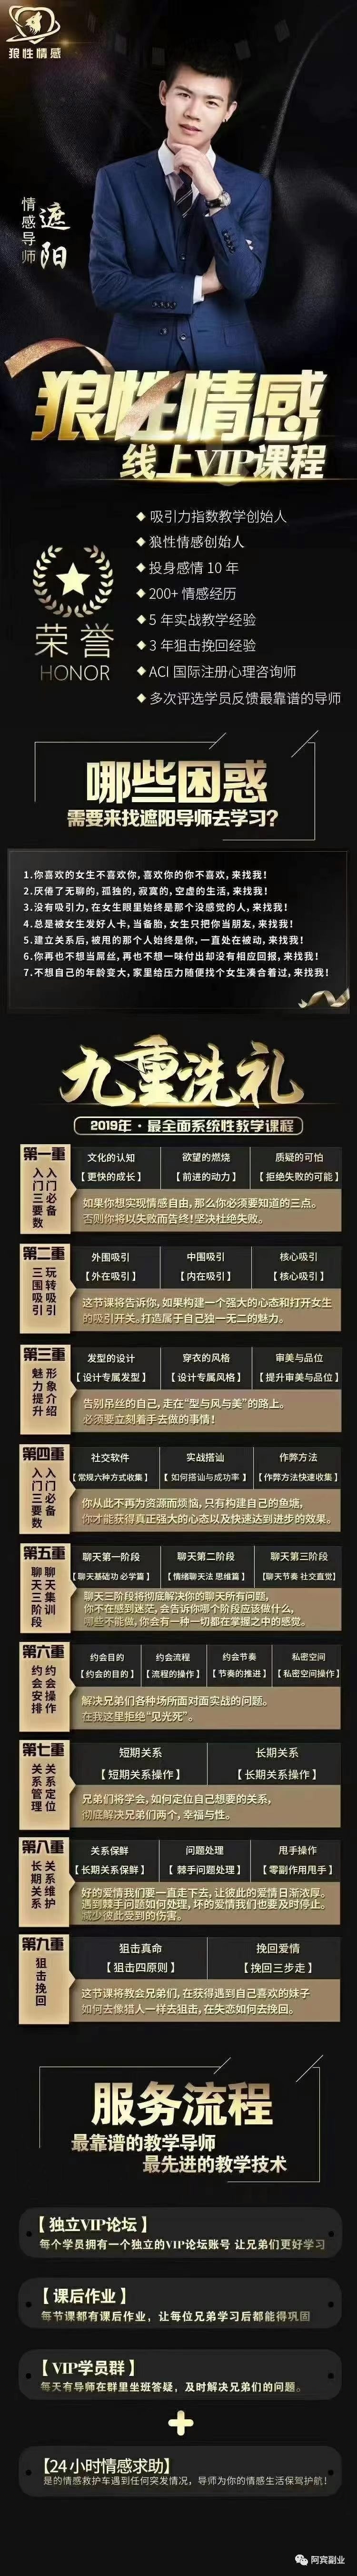 狼性情感
情感导师
遮阳
狼性情感
线上VIP课程
荣誉
HONOR
吸引力指数教学创始人
狼性情感创始人
投身感情 10 年
200+ 情感经历
5 年实战教学经验
3 年狙击挽回经验
ACI 国际注册心理咨询师
多次评选学员反馈最靠谱的导师
哪些困惑
需要来找遮阳导师去学习?
1.你喜欢的女生不喜欢你,喜欢你的你不喜欢,来找我!
2.厌倦了无聊的,孤独的,寂寞的,空虚的生活,来找我!
3.没有吸引力,在女生眼里始终是那个没感觉的人,来找我!
4.总是被女生发好人卡,当备胎,女生只把你当朋友,来找我!
5.建立关系后,被甩的那个人始终是你,一直处在被动,来找我!
6.你再也不想当屌丝,再也不想一味付出却没有相应回报,来找我!
7.不想自己的年龄变大,家里给压力随便找个女生凑合着过,来找我!
九重洗礼
2019年·最全面系统性教学课程
第一重
入门必备
入门三要数
文化的认知 欲望的燃烧 质疑的可怕
【更快的成长】 【前进的动力】 【拒绝失败的可能】
如果你想实现情感自由,那么你必须要知道的三点。
否则你将以失败而告终!坚决杜绝失败。
第二重
玩转吸引
三围吸引
外围吸引 中围吸引 核心吸引
【外在吸引】 【内在吸引】 【核心吸引】
这节课将告诉你,如果构建一个强大的心态和打开女生
的吸引开关。打造属于自己独一无二的魅力。
第三重
形象介绍
魅力提升
发型的设计 穿衣的风格 审美与品位
【设计专属发型】 【设计专属风格】 【提升审美与品位】
告别吊丝的自己,走在“型与风与美”的路上。
必须要立刻着手去做的事情!
第四重
入门必备
入门三要数
社交软件 实战搭讪 作弊方法
【常规六种方式收集】 【如何搭讪与成功率】 【作弊方法快速收集】
你从此不再为资源而烦恼,只有构建自己的鱼塘,
你才能获得真正强大的心态以及快速达到进步的效果。
第五重
聊天集训
聊天三阶段
聊天第一阶段 聊天第二阶段 聊天第三阶段
【聊天基础功 必学篇】 【情绪聊天法 思维篇】 【聊天节奏 社交直觉】
聊天三阶段将彻底解决你的聊天所有问题,
你不在感到迷茫,会告诉你哪个阶段应该做什么,
哪些不能做,你会有一种一切都在掌握之中的感觉。
第六重
约会操作
约会安排
约会目的 约会流程 约会节奏 私密空间
【约会的目的】 【流程的操作】 【节奏的推进】 【私密空间操作】
解决兄弟们各种场所面对面实战的问题。
在我这里拒绝“见光死”。
第七重
关系定位
关系管理
短期关系 长期关系
【短期关系操作】 【长期关系操作】
兄弟们将学会,如何定位自己想要的关系,
彻底解决兄弟们两个,幸福与性。
第八重
关系维护
长期关系
关系保鲜 问题处理 甩手操作
【长期关系保鲜】 【棘手问题处理】 【零副作用甩手】
好的爱情我们要一直走下去,让彼此的爱情日渐浓厚。
遇到棘手问题如何处理,坏的爱情我们也要及时停止。
减少彼此受到的伤害。
第九重
狙击挽回
狙击真命 挽回爱情
【狙击四原则】 【挽回三步走】
这节课将教会兄弟们,在获得遇到自己喜欢的妹子
如何去像猎人一样去狙击,在失恋如何去挽回。
服务流程
最靠谱的教学导师
最先进的教学技术
【独立VIP论坛】
每个学员拥有一个独立的VIP论坛账号 让兄弟们更好学习
【课后作业】
每节课都有课后作业,让每位兄弟学习后都能得巩固
【VIP学员群】
每天有导师在群里坐班答疑,及时解决兄弟们的问题。
+
【24小时情感求助】
是的情感救护车遇到任何突发情况,导师为你的情感生活保驾护航!
阿宾副业